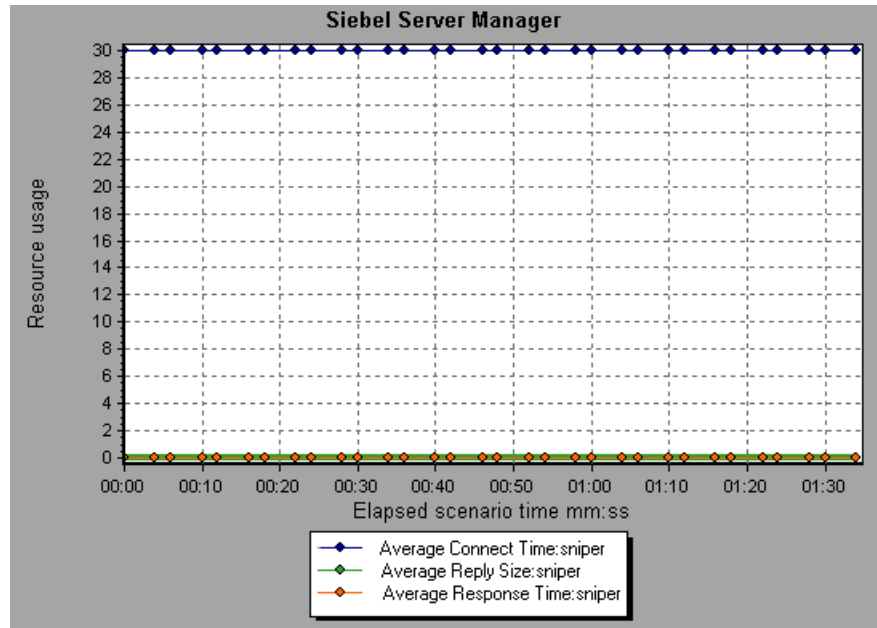 Siebel Server Manager
Resource usage
30
28
26
24
22
20
18
16
14
12
10
8
6
4
2
0
00:00 00:10 00:20 00:30 00:40 00:50 01:00 01:10 01:20 01:30
Elapsed scenario time mm:ss
Average Connect Time:sniper
Average Reply Size:sniper
Average Response Time:sniper